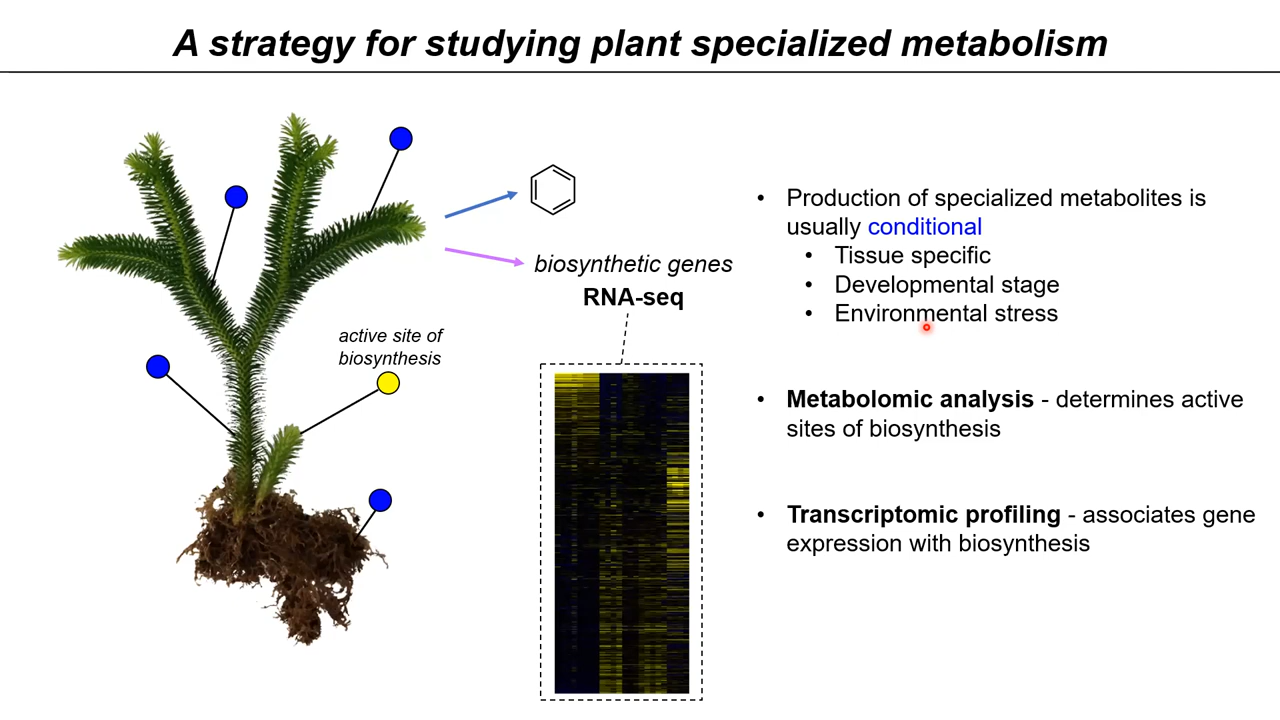 A strategy for studying plant specialized metabolism
active site of
biosynthesis
biosynthetic genes
RNA-seq
• Production of specialized metabolites is
usually conditional
• Tissue specific
• Developmental stage
• Environmental stress
• Metabolomic analysis - determines active
sites of biosynthesis
• Transcriptomic profiling - associates gene
expression with biosynthesis